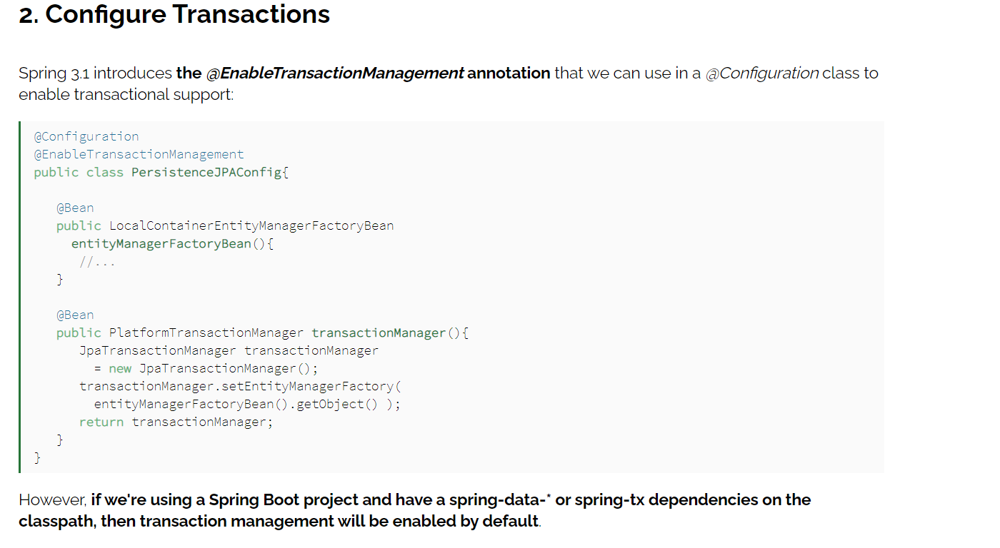 2. Configure Transactions
Spring 3.1 introduces the @EnableTransactionManagement annotation that we can use in a @Configuration class to
enable transactional support:
@Configuration
@EnableTransactionManagement
public class PersistenceJPAConfig{
@Bean
public LocalContainerEntityManagerFactoryBean
entityManagerFactoryBean(){
//...
}
@Bean
public PlatformTransactionManager transactionManager(){
JpaTransactionManager transactionManager
= new JpaTransactionManager();
transactionManager.setEntityManagerFactory(
entityManagerFactoryBean().getObject() );
return transactionManager;
}
}
However, if we're using a Spring Boot project and have a spring-data-* or spring-tx dependencies on the
classpath, then transaction management will be enabled by default.